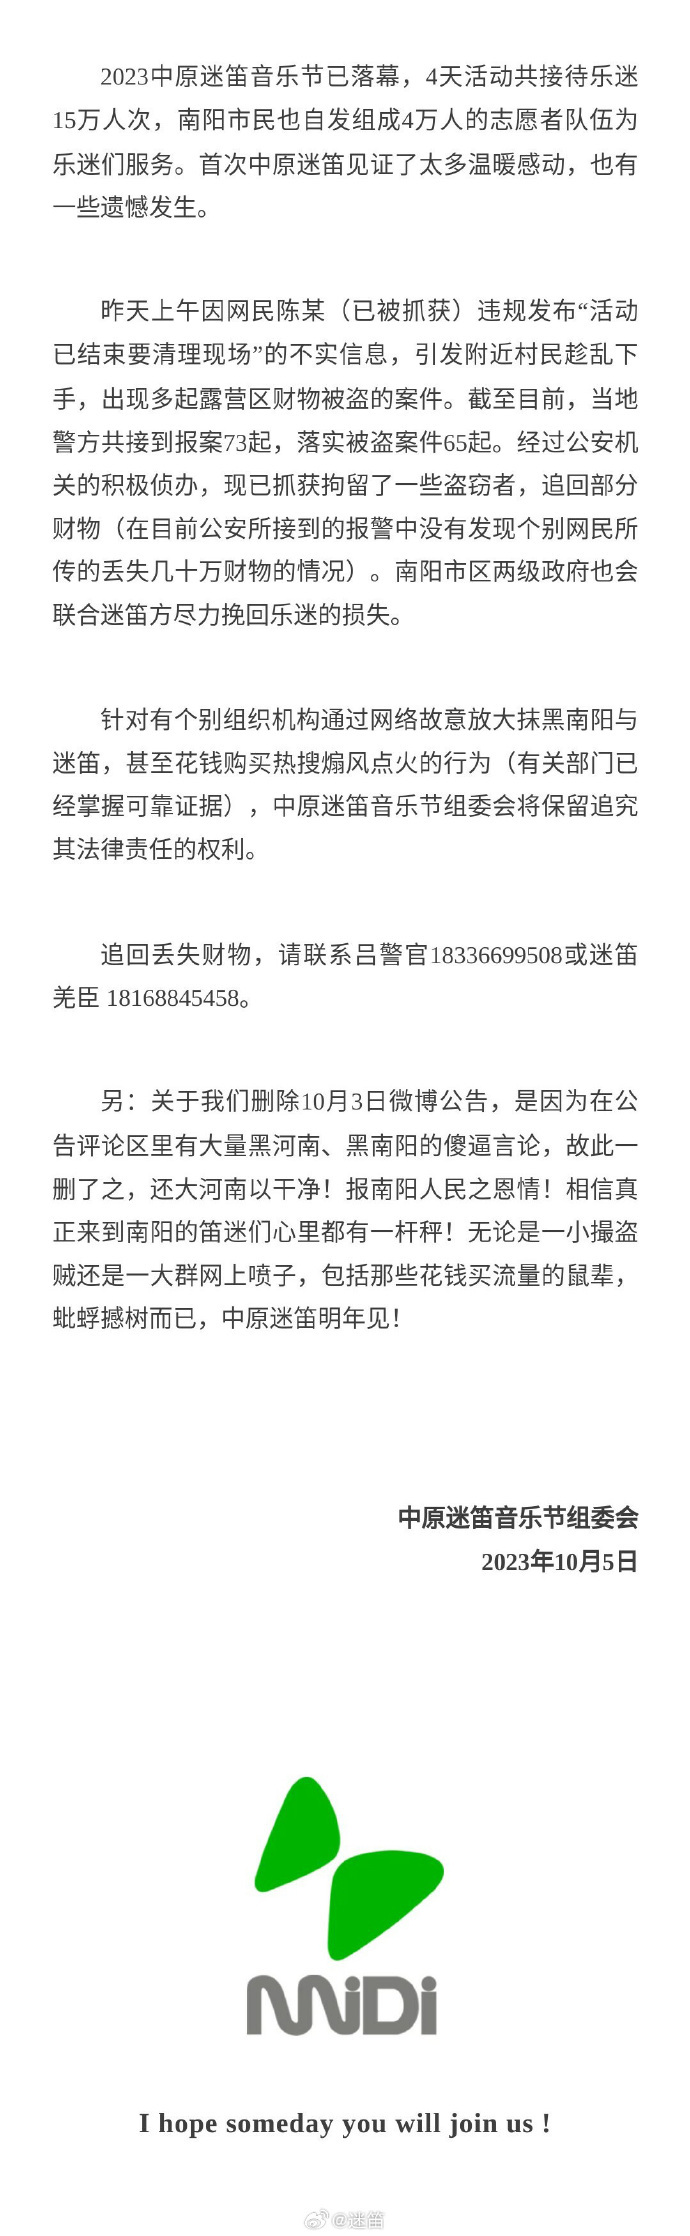 2023中原迷笛音乐节已落幕，4天活动共接待乐迷
15万人次，南阳市民也自发组成4万人的志愿者队伍为
乐迷们服务。首次中原迷笛见证了太多温暖感动，也有
一些遗憾发生。
昨天上午因网民陈某（已被抓获）违规发布“活动
已结束要清理现场”的不实信息，引发附近村民趁乱下
手，出现多起露营区财物被盗的案件。截至目前，当地
警方共接到报案73起，落实被盗案件65起。经过公安机
关的积极侦办，现已抓获拘留了一些盗窃者，追回部分
财物（在目前公安所接到的报警中没有发现个别网民所
传的丢失几十万财物的情况）。南阳市区两级政府也会
联合迷笛方尽力挽回乐迷的损失。
针对有个别组织机构通过网络故意放大抹黑南阳与
迷笛，甚至花钱购买热搜煽风点火的行为（有关部门已
经掌握可靠证据），中原迷笛音乐节组委会将保留追究
其法律责任的权利。
追回丢失财物，请联系吕警官18336699508或迷笛
羌臣 18168845458。
另：关于我们删除10月3日微博公告，是因为在公
告评论区里有大量黑河南、黑南阳的傻逼言论，故此一
删了之，还大河南以干净！报南阳人民之恩情！相信真
正来到南阳的笛迷们心里都有一杆秤！无论是一小撮盗
贼还是一大群网上喷子，包括那些花钱买流量的鼠辈，
蚍蜉撼树而已，中原迷笛明年见！
中原迷笛音乐节组委会
2023年10月5日
MiDi
I hope someday you will join us !
@迷笛